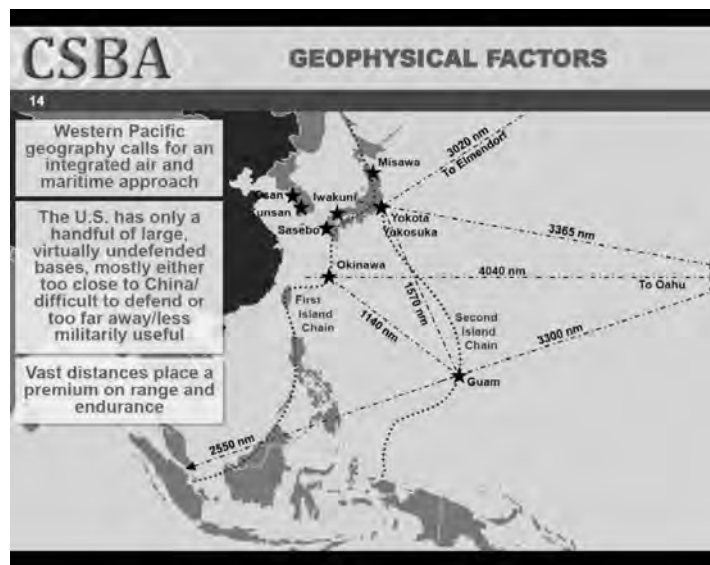 CSBA
GEOPHYSICAL FACTORS
14
Western Pacific
geography calls for an
integrated air and
maritime approach
The U.S. has only a
handful of large,
virtually undefended
bases, mostly either
too close to China/
difficult to defend or
too far away/less
militarily useful
Vast distances place a
premium on range and
endurance
3020 nm
To Elmendorf
Misawa
Osan
Iwakuni
Kunsan
Yokota
Yakosuka
Sasebo
3365 nm
Okinawa
4040 nm
To Oahu
First
Island
Chain
1570 nm
1140 nm
Second
Island
Chain
3300 nm
Guam
2550 nm